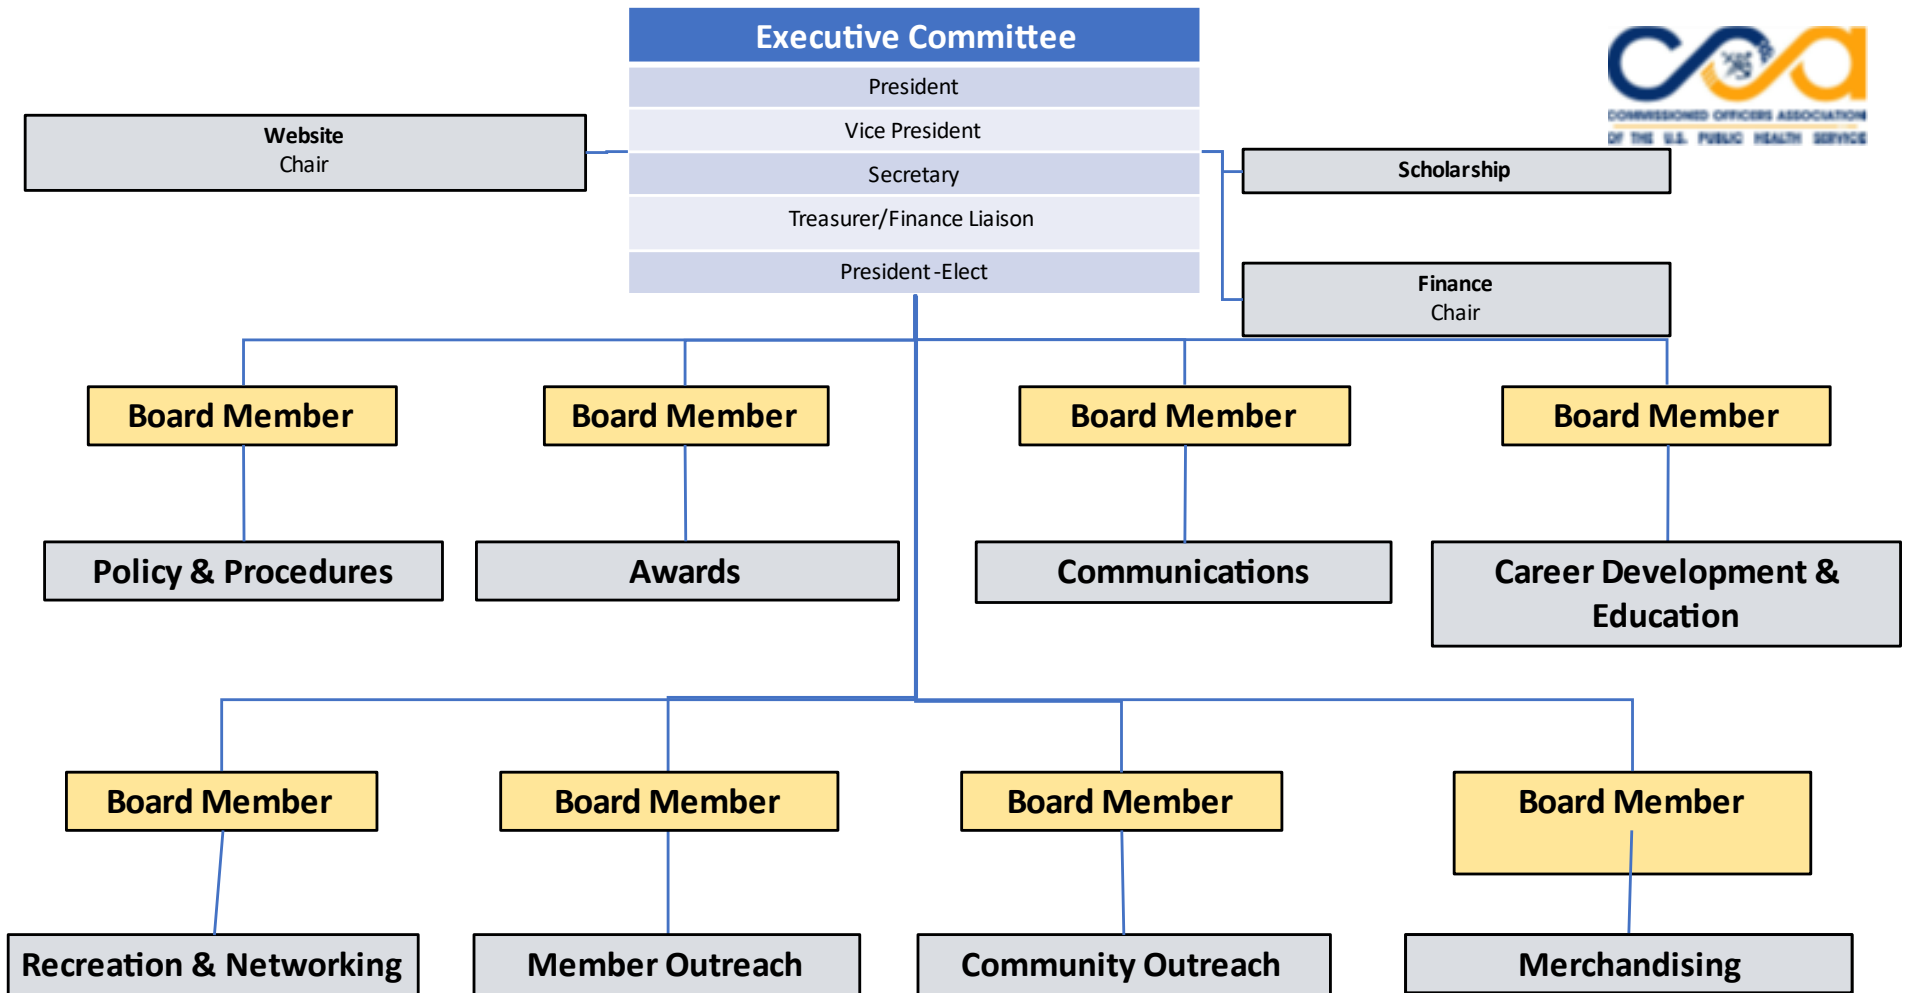 Executive Committee
President
Vice President
Secretary
Treasurer/Finance Liaison
President -Elect
COMMISSIONED OFFICERS ASSOCIATION
OF THE U.S. PUBLIC HEALTH SERVICE
Website
Chair
Scholarship
Finance
Chair
Board Member
Board Member
Board Member
Board Member
Policy & Procedures
Awards
Communications
Career Development &
Education
Board Member
Board Member
Board Member
Board Member
Recreation & Networking
Member Outreach
Community Outreach
Merchandising